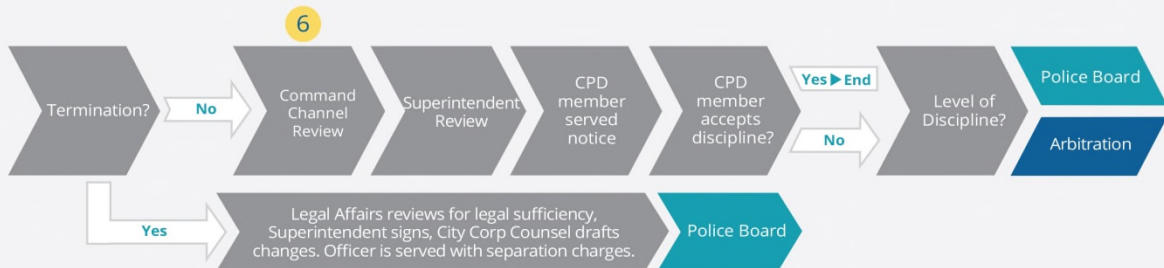 6
Termination?
No
Command
Channel
Review
Superintendent
Review
CPD
member
served
notice
CPD
member
accepts
discipline?
Yes ▶ End
No
Level of
Discipline?
Police Board
Arbitration
Yes
Legal Affairs reviews for legal sufficiency,
Superintendent signs, City Corp Counsel drafts
changes. Officer is served with separation charges.
Police Board